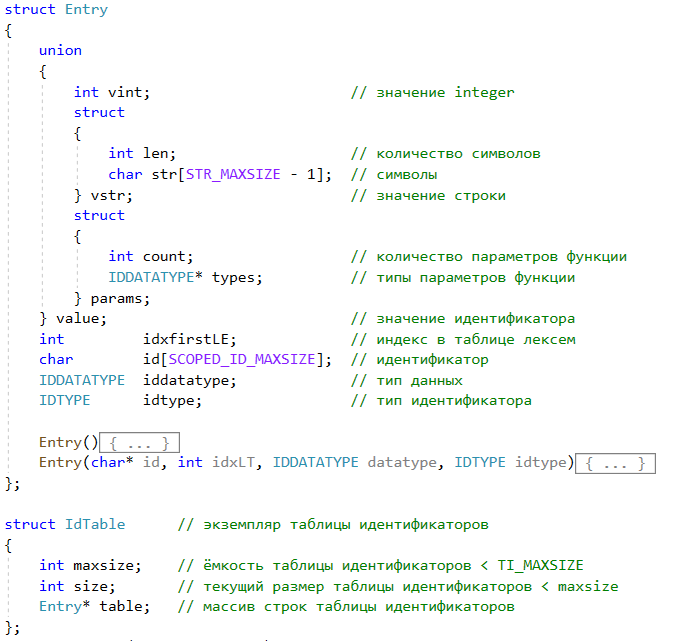 struct Entry
{
    union
    {
        int vint;                       // значение integer
        struct
        {
            int len;                    // количество символов
            char str[STR_MAXSIZE - 1];  // символы
        } vstr;                         // значение строки
        struct
        {
            int count;                  // количество параметров функции
            IDDATATYPE* types;          // типы параметров функции
        } params;
    } value;                            // значение идентификатора
    int         idxfirstLE;             // индекс в таблице лексем
    char        id[SCOPED_ID_MAXSIZE];  // идентификатор
    IDDATATYPE  iddatatype;             // тип данных
    IDTYPE      idtype;                 // тип идентификатора

    Entry(){ ... }
    Entry(char* id, int idxLT, IDDATATYPE datatype, IDTYPE idtype){ ... }
};

struct IdTable      // экземпляр таблицы идентификаторов
{
    int maxsize;    // ёмкость таблицы идентификаторов < TI_MAXSIZE
    int size;       // текущий размер таблицы идентификаторов < maxsize
    Entry* table;   // массив строк таблицы идентификаторов
};